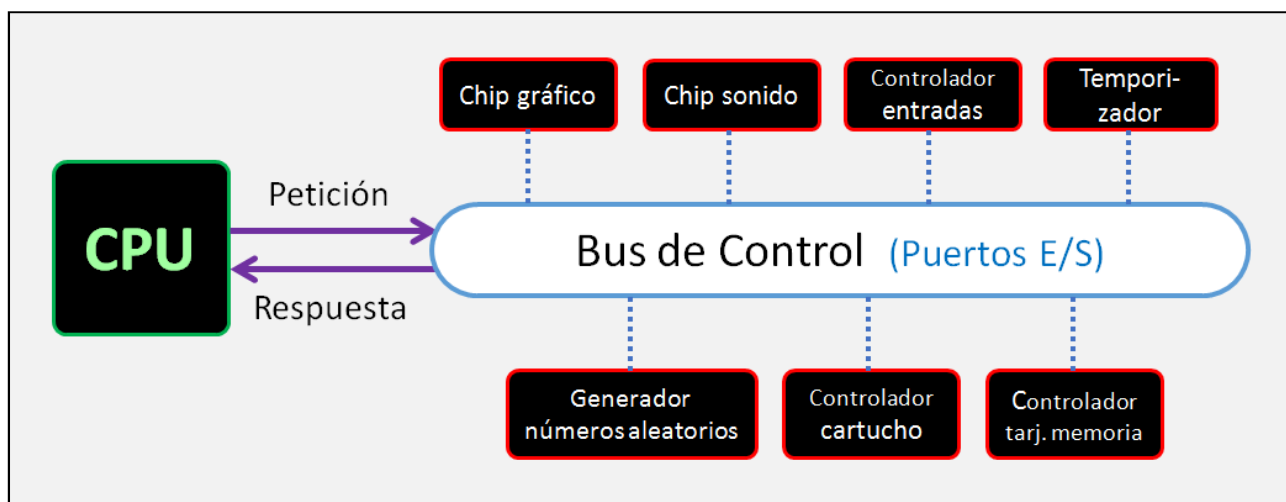 Chip gráfico
Chip sonido
Controlador
entradas
Tempori-
zador
CPU
Petición
Respuesta
Bus de Control (Puertos E/S)
Generador
números aleatorios
Controlador
cartucho
Controlador
tarj. memoria